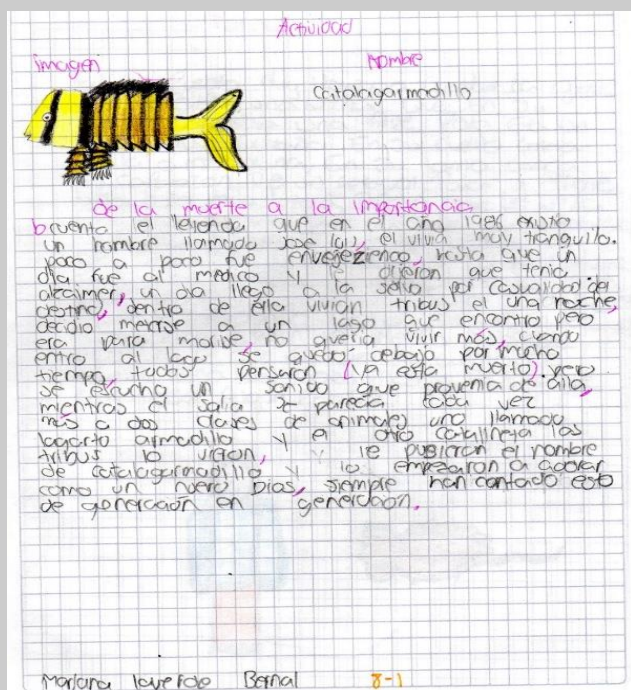 Actividad
imagen
Nombre
Catalagarmadillo
de la muerte a la importancia
cuenta el leienda que en el año 1986 existio
un hombre llamado Jose luis, el vivia muy tranquilo.
poco a poco fue envejeziendo, hasta que un
dia fue al medico y le dijeron que tenia
alzaimer, un dia llego a la selva por casualidad del
destino, dentro de ella vivian tribus el una noche,
decidio meterse a un lago que encontro pero
era para morise, no queria vivir más, cuando
entro al lago se quedo debajo por mucho
tiempo, todos pensaron (ya esta muerto). pero
se escucho un sonido que provenia de alla,
mientras el salia se parecia cada vez
más a dos clases de animales uno llamado
lagarto armadillo y el otro catalineta las
tribus lo vieron, y le pusieron el nombre
de catalagarmadillo y lo empezaron a adorar
como un nuevo Dios, siempre han contado esto
de generación en generación.
Mariana laverde Bernal 8-1